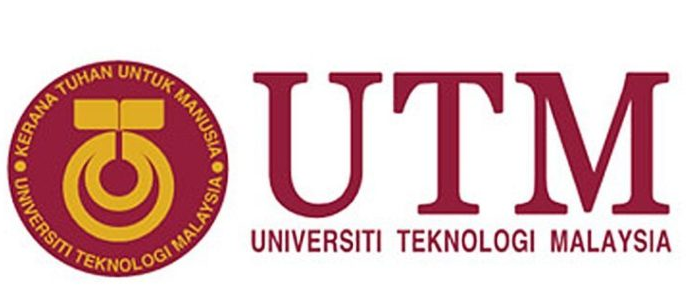 KERANA TUHAN UNTUK MANUSIA
UNIVERSITI TEKNOLOGI MALAYSIA
UTM
UNIVERSITI TEKNOLOGI MALAYSIA